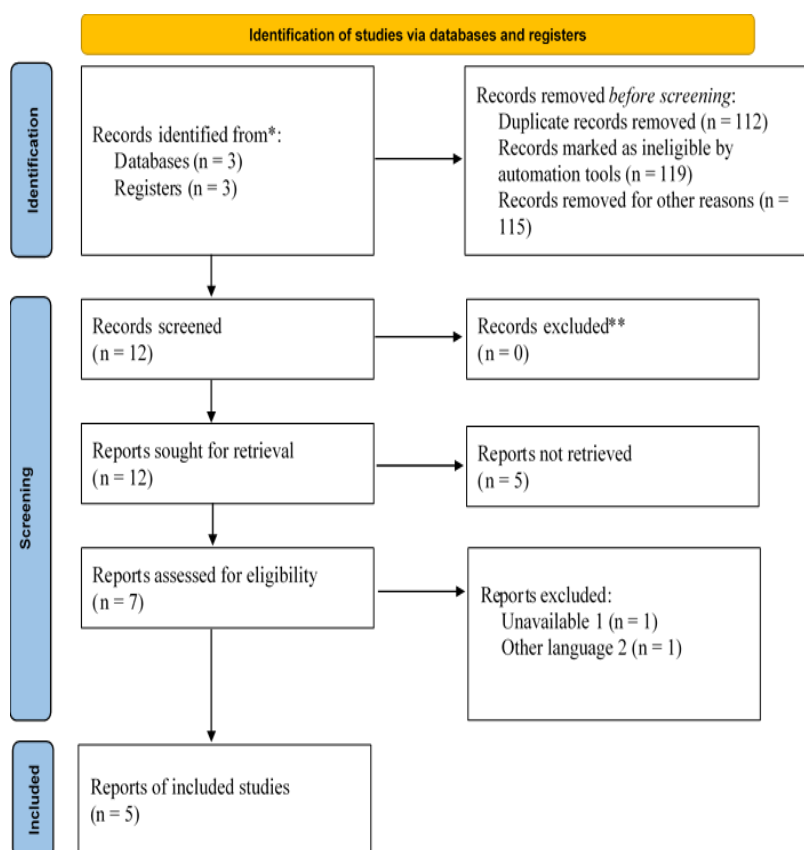 Identification of studies via databases and registers
Identification
Records identified from*:
Databases (n = 3)
Registers (n = 3)
Records removed before screening:
Duplicate records removed (n = 112)
Records marked as ineligible by
automation tools (n = 119)
Records removed for other reasons (n =
115)
Screening
Records screened
(n = 12)
Records excluded**
(n = 0)
Reports sought for retrieval
(n = 12)
Reports not retrieved
(n = 5)
Reports assessed for eligibility
(n = 7)
Reports excluded:
Unavailable 1 (n = 1)
Other language 2 (n = 1)
Included
Reports of included studies
(n = 5)